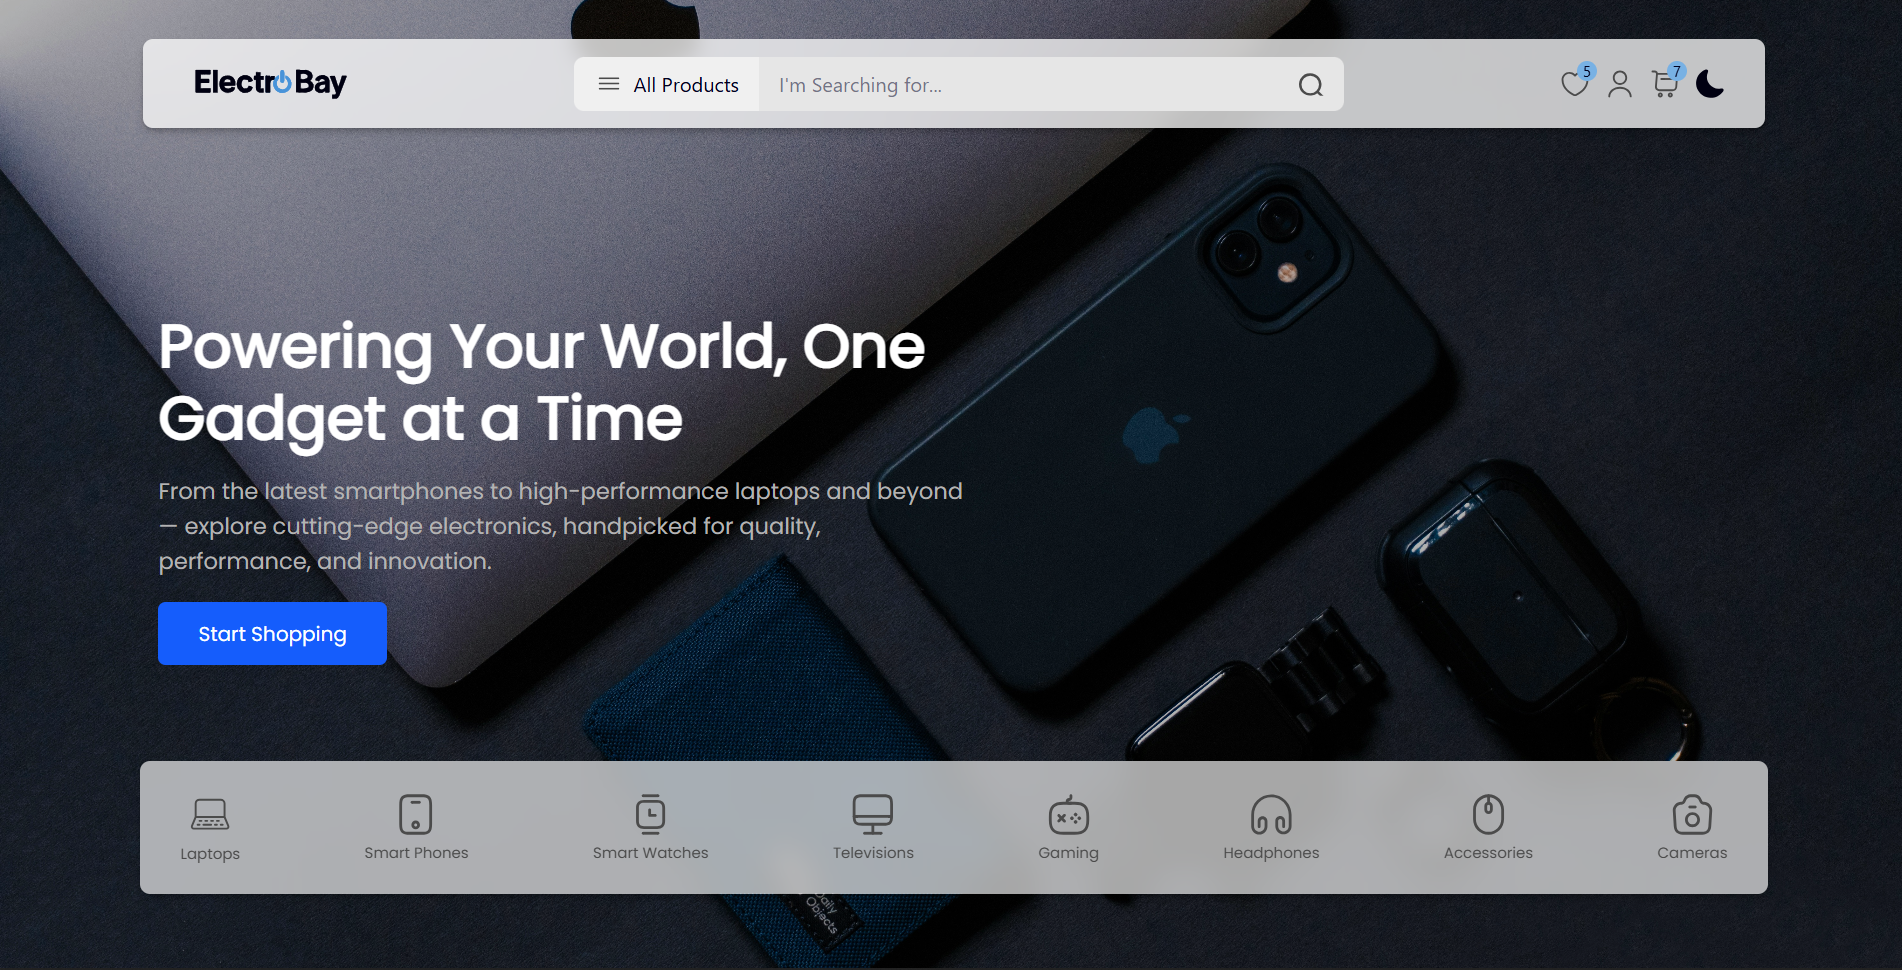 ElectroBay
All Products
I'm Searching for...
5
7
Powering Your World, One
Gadget at a Time
From the latest smartphones to high-performance laptops and beyond
— explore cutting-edge electronics, handpicked for quality,
performance, and innovation.
Start Shopping
Laptops
Smart Phones
Smart Watches
Televisions
Gaming
Headphones
Accessories
Cameras
Daily
Objects